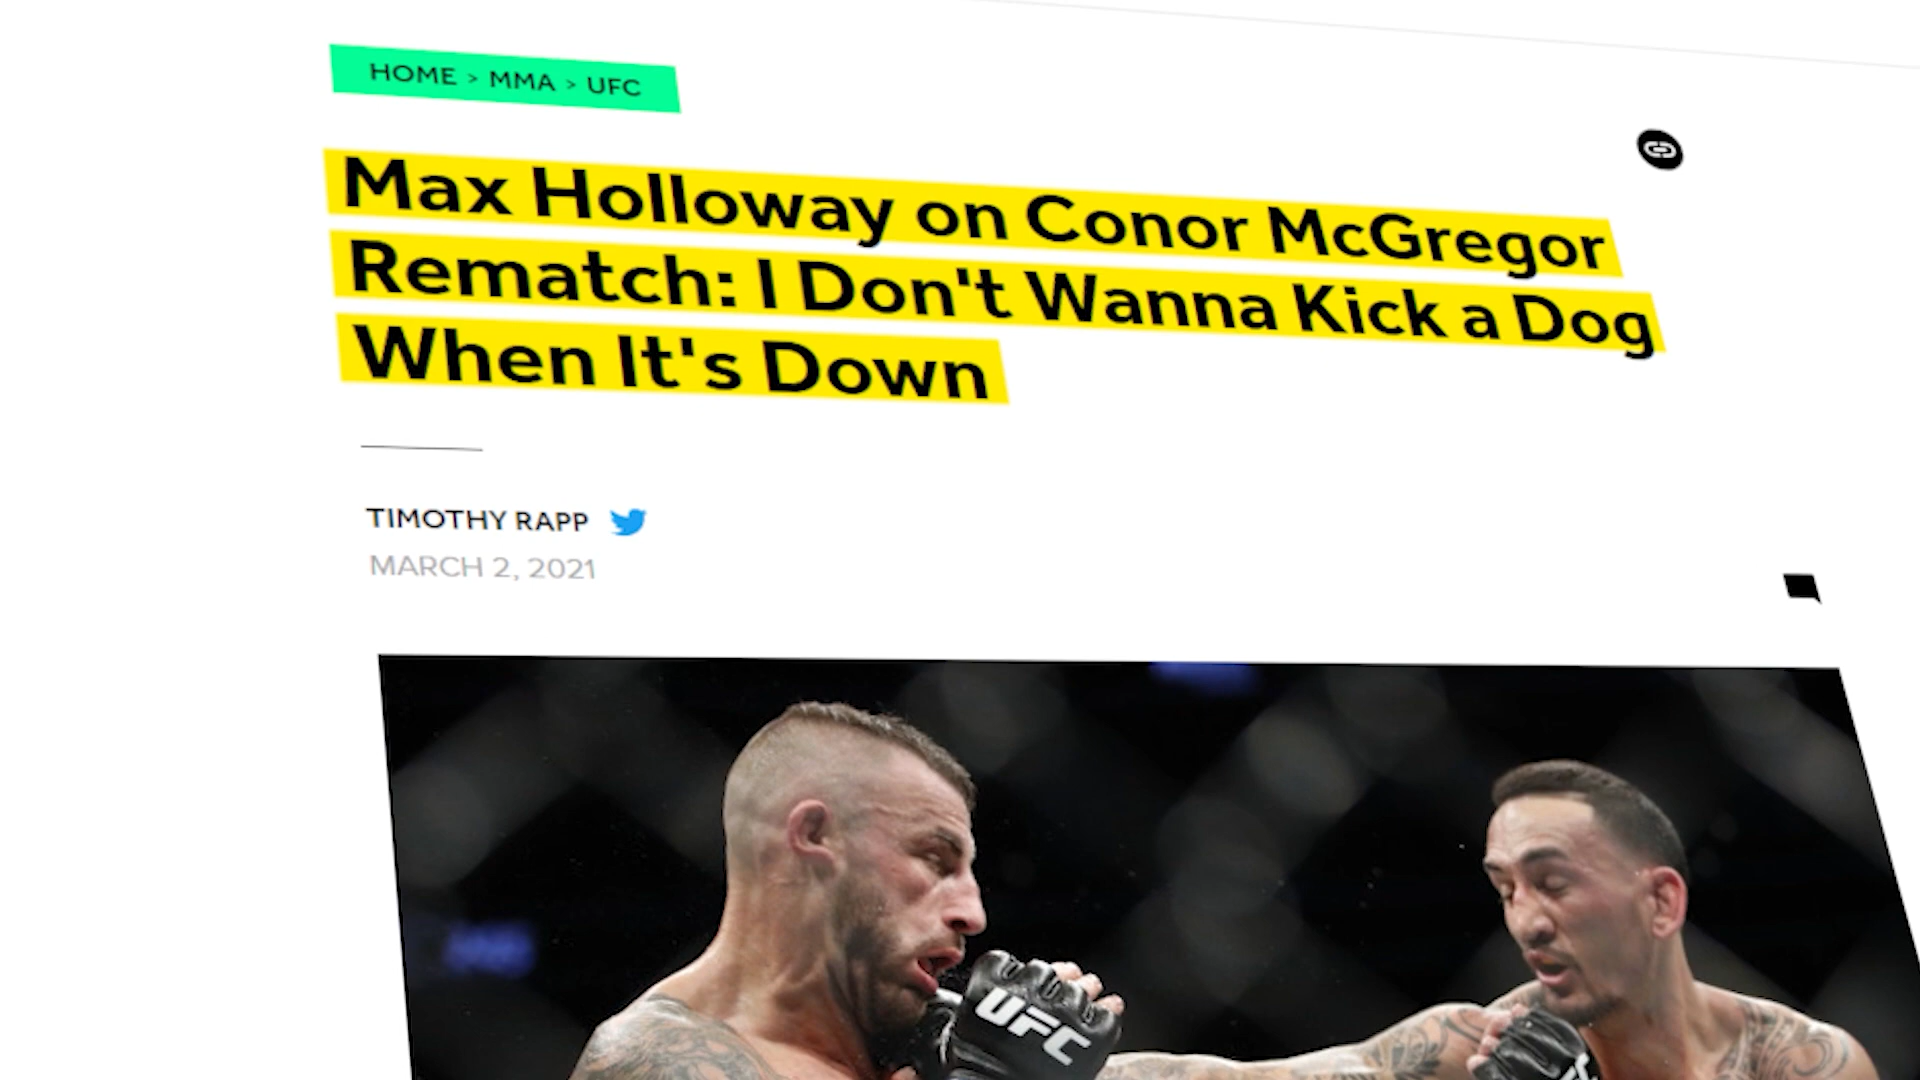 HOME > MMA > UFC
Max Holloway on Conor McGregor
Rematch: I Don't Wanna Kick a Dog
When It's Down
TIMOTHY RAPP
MARCH 2, 2021
UFC